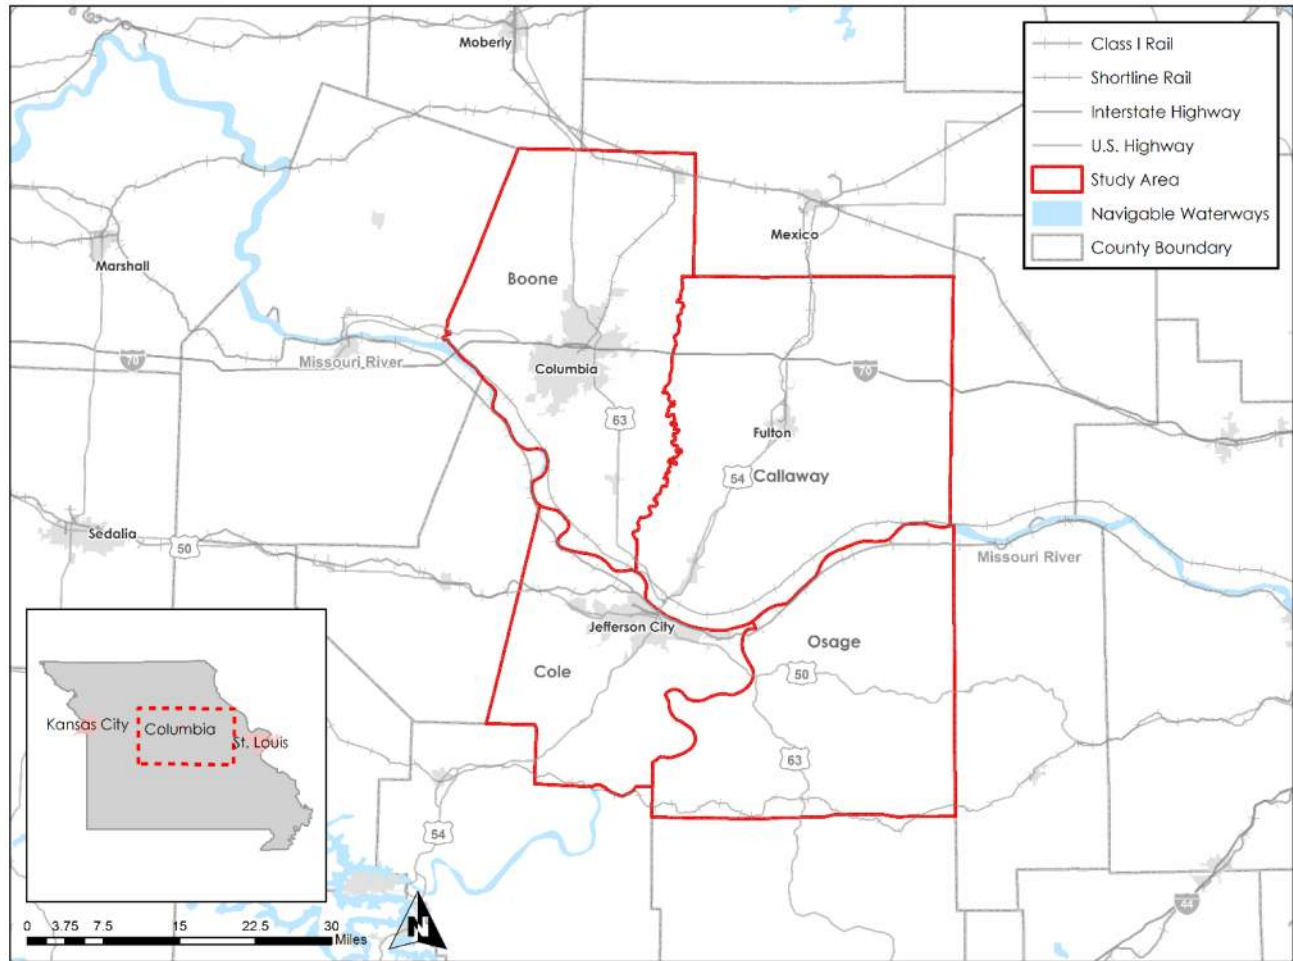 Moberly
Class I Rail
Shortline Rail
Interstate Highway
U.S. Highway
Study Area
Navigable Waterways
County Boundary
Mexico
Marshall
Boone
70
Missouri River
Columbia
70
63
Fulton
54
Callaway
Sedalia
50
Missouri River
Jefferson City
Osage
Cole
50
Kansas City
Columbia
St. Louis
63
54
44
N
0 3.75 7.5 15 22.5 30
Miles